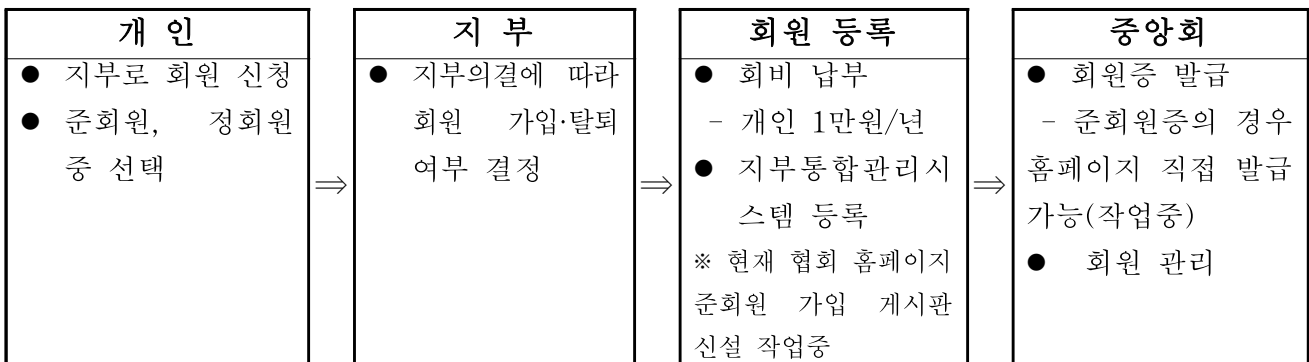 개 인
● 지부로 회원 신청
● 준회원, 정회원
중 선택
⇒
지 부
● 지부의결에 따라
회원 가입·탈퇴
여부 결정
⇒
회원 등록
● 회비 납부
- 개인 1만원/년
● 지부통합관리시
스템 등록
※ 현재 협회 홈페이지
준회원 가입 게시판
신설 작업중
⇒
중앙회
● 회원증 발급
- 준회원증의 경우
홈페이지 직접 발급
가능(작업중)
● 회원 관리